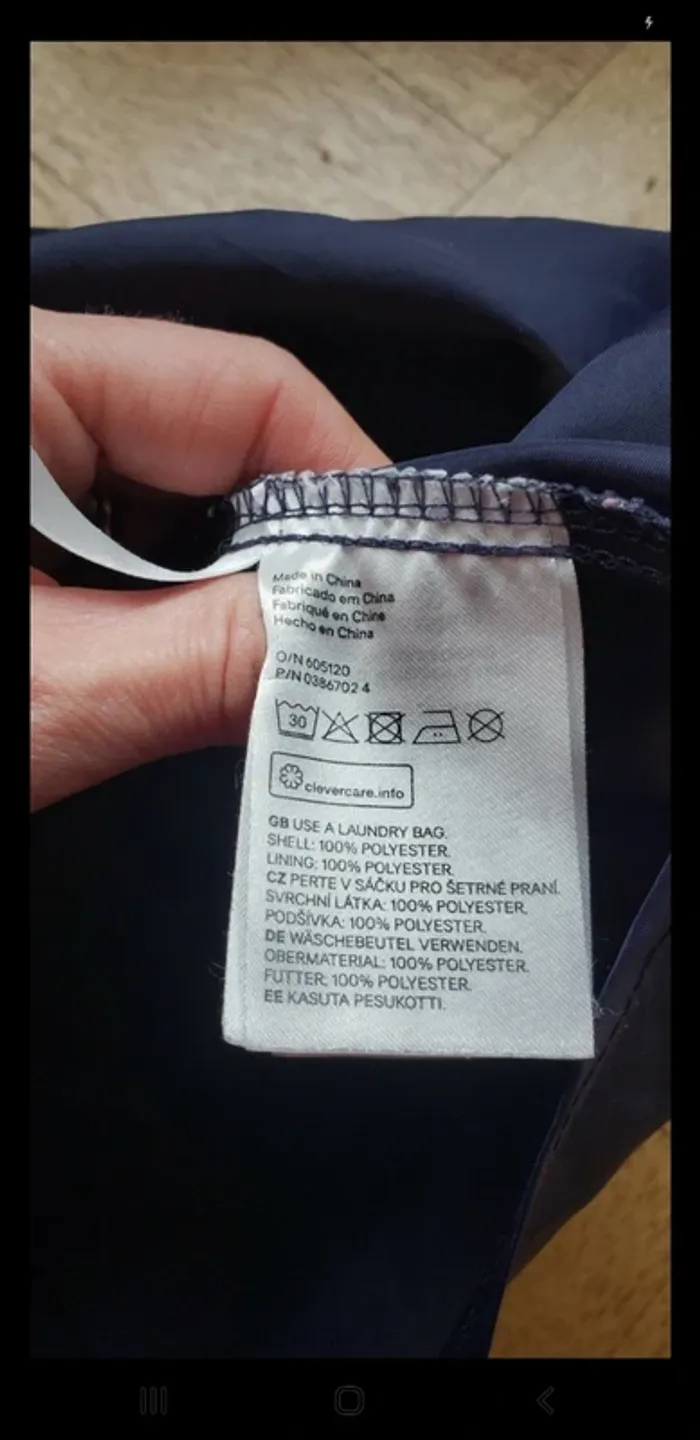 Made in China
Fabricado em China
Fabriqué en Chine
Hecho en China
O/N 605120
P/N 0386702 4
30
clevercare.info
GB USE A LAUNDRY BAG.
SHELL: 100% POLYESTER.
LINING: 100% POLYESTER.
CZ PERTE V SÁČKU PRO ŠETRNÉ PRANÍ.
SVRCHNÍ LÁTKA: 100% POLYESTER.
PODŠÍVKA: 100% POLYESTER.
DE WÄSCHEBEUTEL VERWENDEN.
OBERMATERIAL: 100% POLYESTER.
FUTTER: 100% POLYESTER.
EE KASUTA PESUKOTTI.